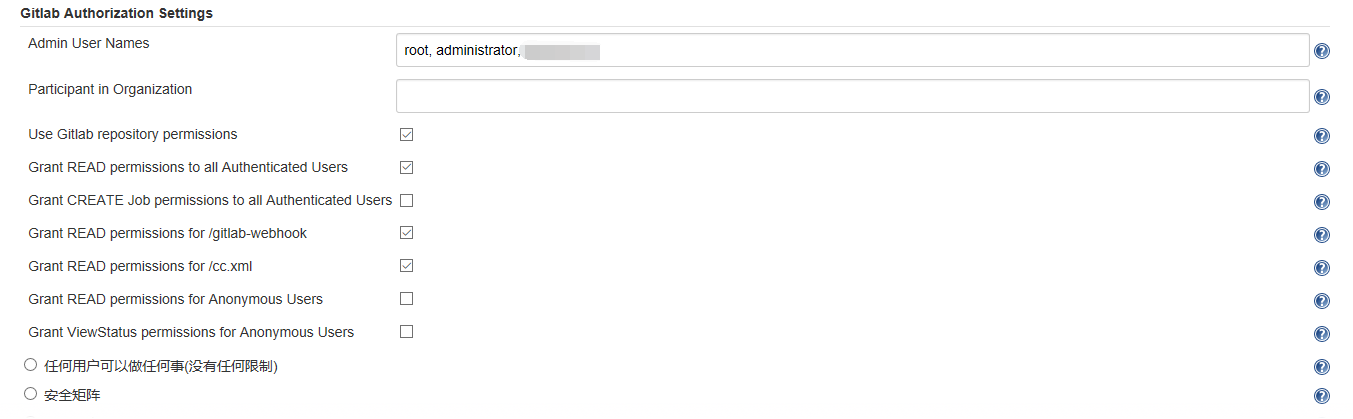 Gitlab Authorization Settings
Admin User Names
root, administrator,
Participant in Organization
Use Gitlab repository permissions
Grant READ permissions to all Authenticated Users
Grant CREATE Job permissions to all Authenticated Users
Grant READ permissions for /gitlab-webhook
Grant READ permissions for /cc.xml
Grant READ permissions for Anonymous Users
Grant ViewStatus permissions for Anonymous Users
任何用户可以做任何事(没有任何限制)
安全矩阵